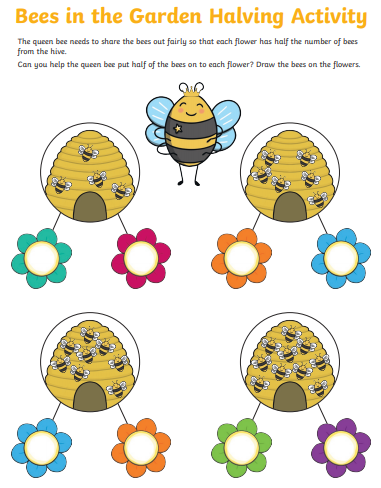 Bees in the Garden Halving Activity
The queen bee needs to share the bees out fairly so that each flower has half the number of bees
from the hive.
Can you help the queen bee put half of the bees on to each flower? Draw the bees on the flowers.